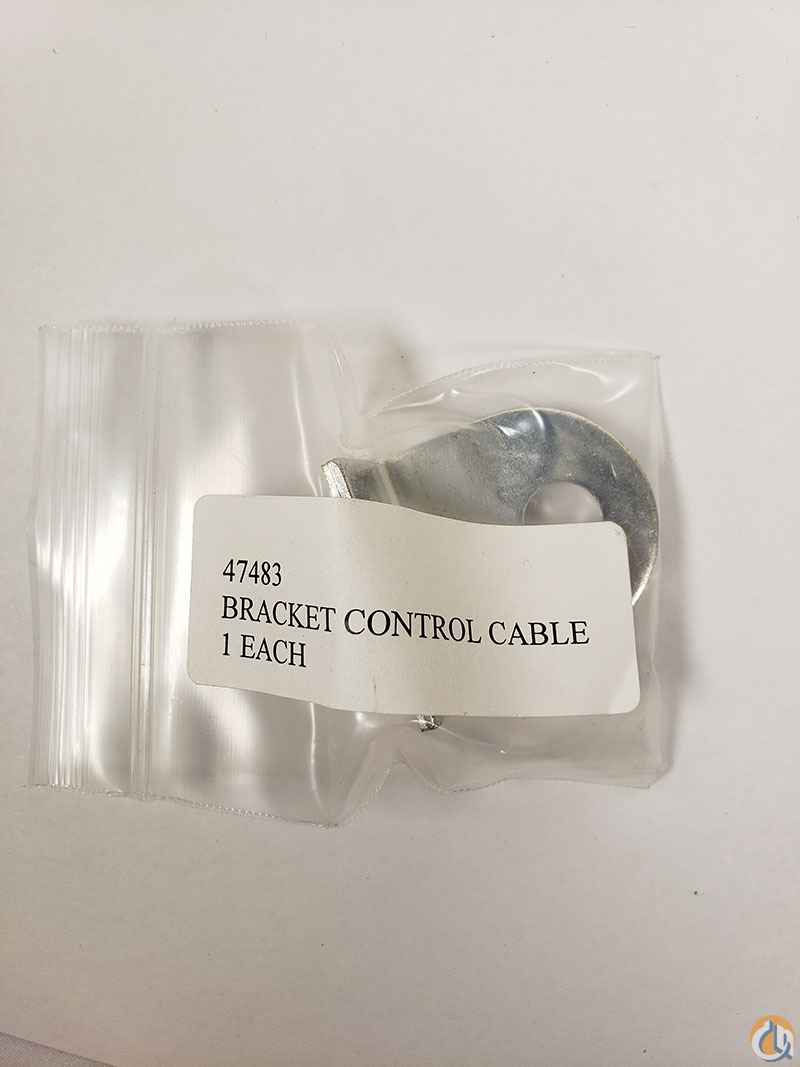 47483
BRACKET CONTROL CABLE
1 EACH